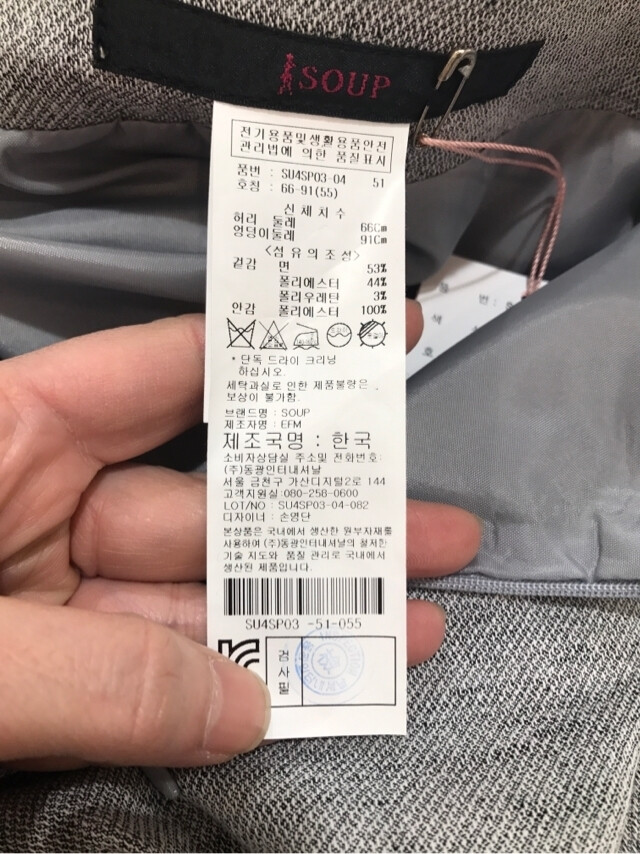 SOUP
전기용품및생활용품안전
관리법에 의한 품질표시
품번 : SU4SP03-04 51
호칭 : 66-91(55)
신체치수
허리 둘레 66Cm
엉덩이둘레 91Cm
<섬유의조성>
겉감 면 53%
폴리에스터 44%
폴리우레탄 3%
안감 폴리에스터 100%
* 단독 드라이 크리닝
하십시오.
세탁과실로 인한 제품불량은
보상이 불가함.
브랜드명 : SOUP
제조자명 : EFM
제조국명 : 한국
소비자상담실 주소및 전화번호:
(주)동광인터내셔날
서울 금천구 가산디지털2로 144
고객지원실:080-258-0600
LOT/NO : SU4SP03-04-082
디자이너 : 손영단
본상품은 국내에서 생산한 원부자재를
사용하여 (주)동광인터내셔날의 철저한
기술 지도와 품질 관리로 국내에서
생산된 제품입니다.
SU4SP03 -51-055
검사필
번
색
호